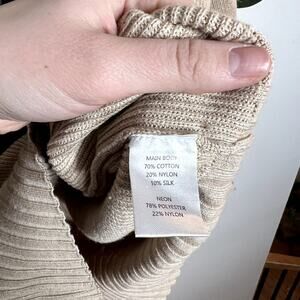 MAIN BODY
70% COTTON
20% NYLON
10% SILK
NEON
78% POLYESTER
22% NYLON